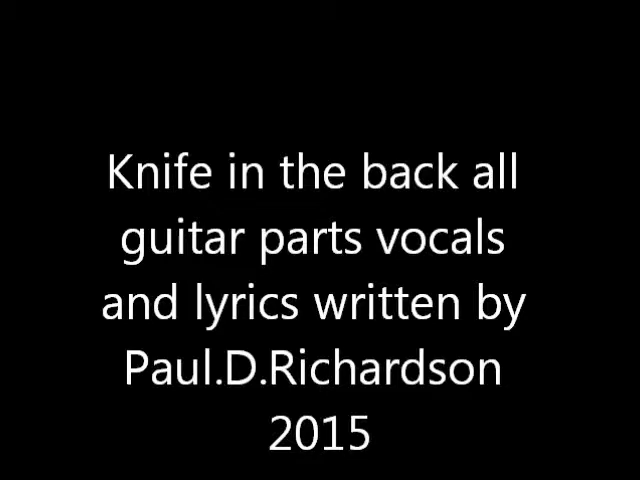 Knife in the back all
guitar parts vocals
and lyrics written by
Paul.D.Richardson
2015